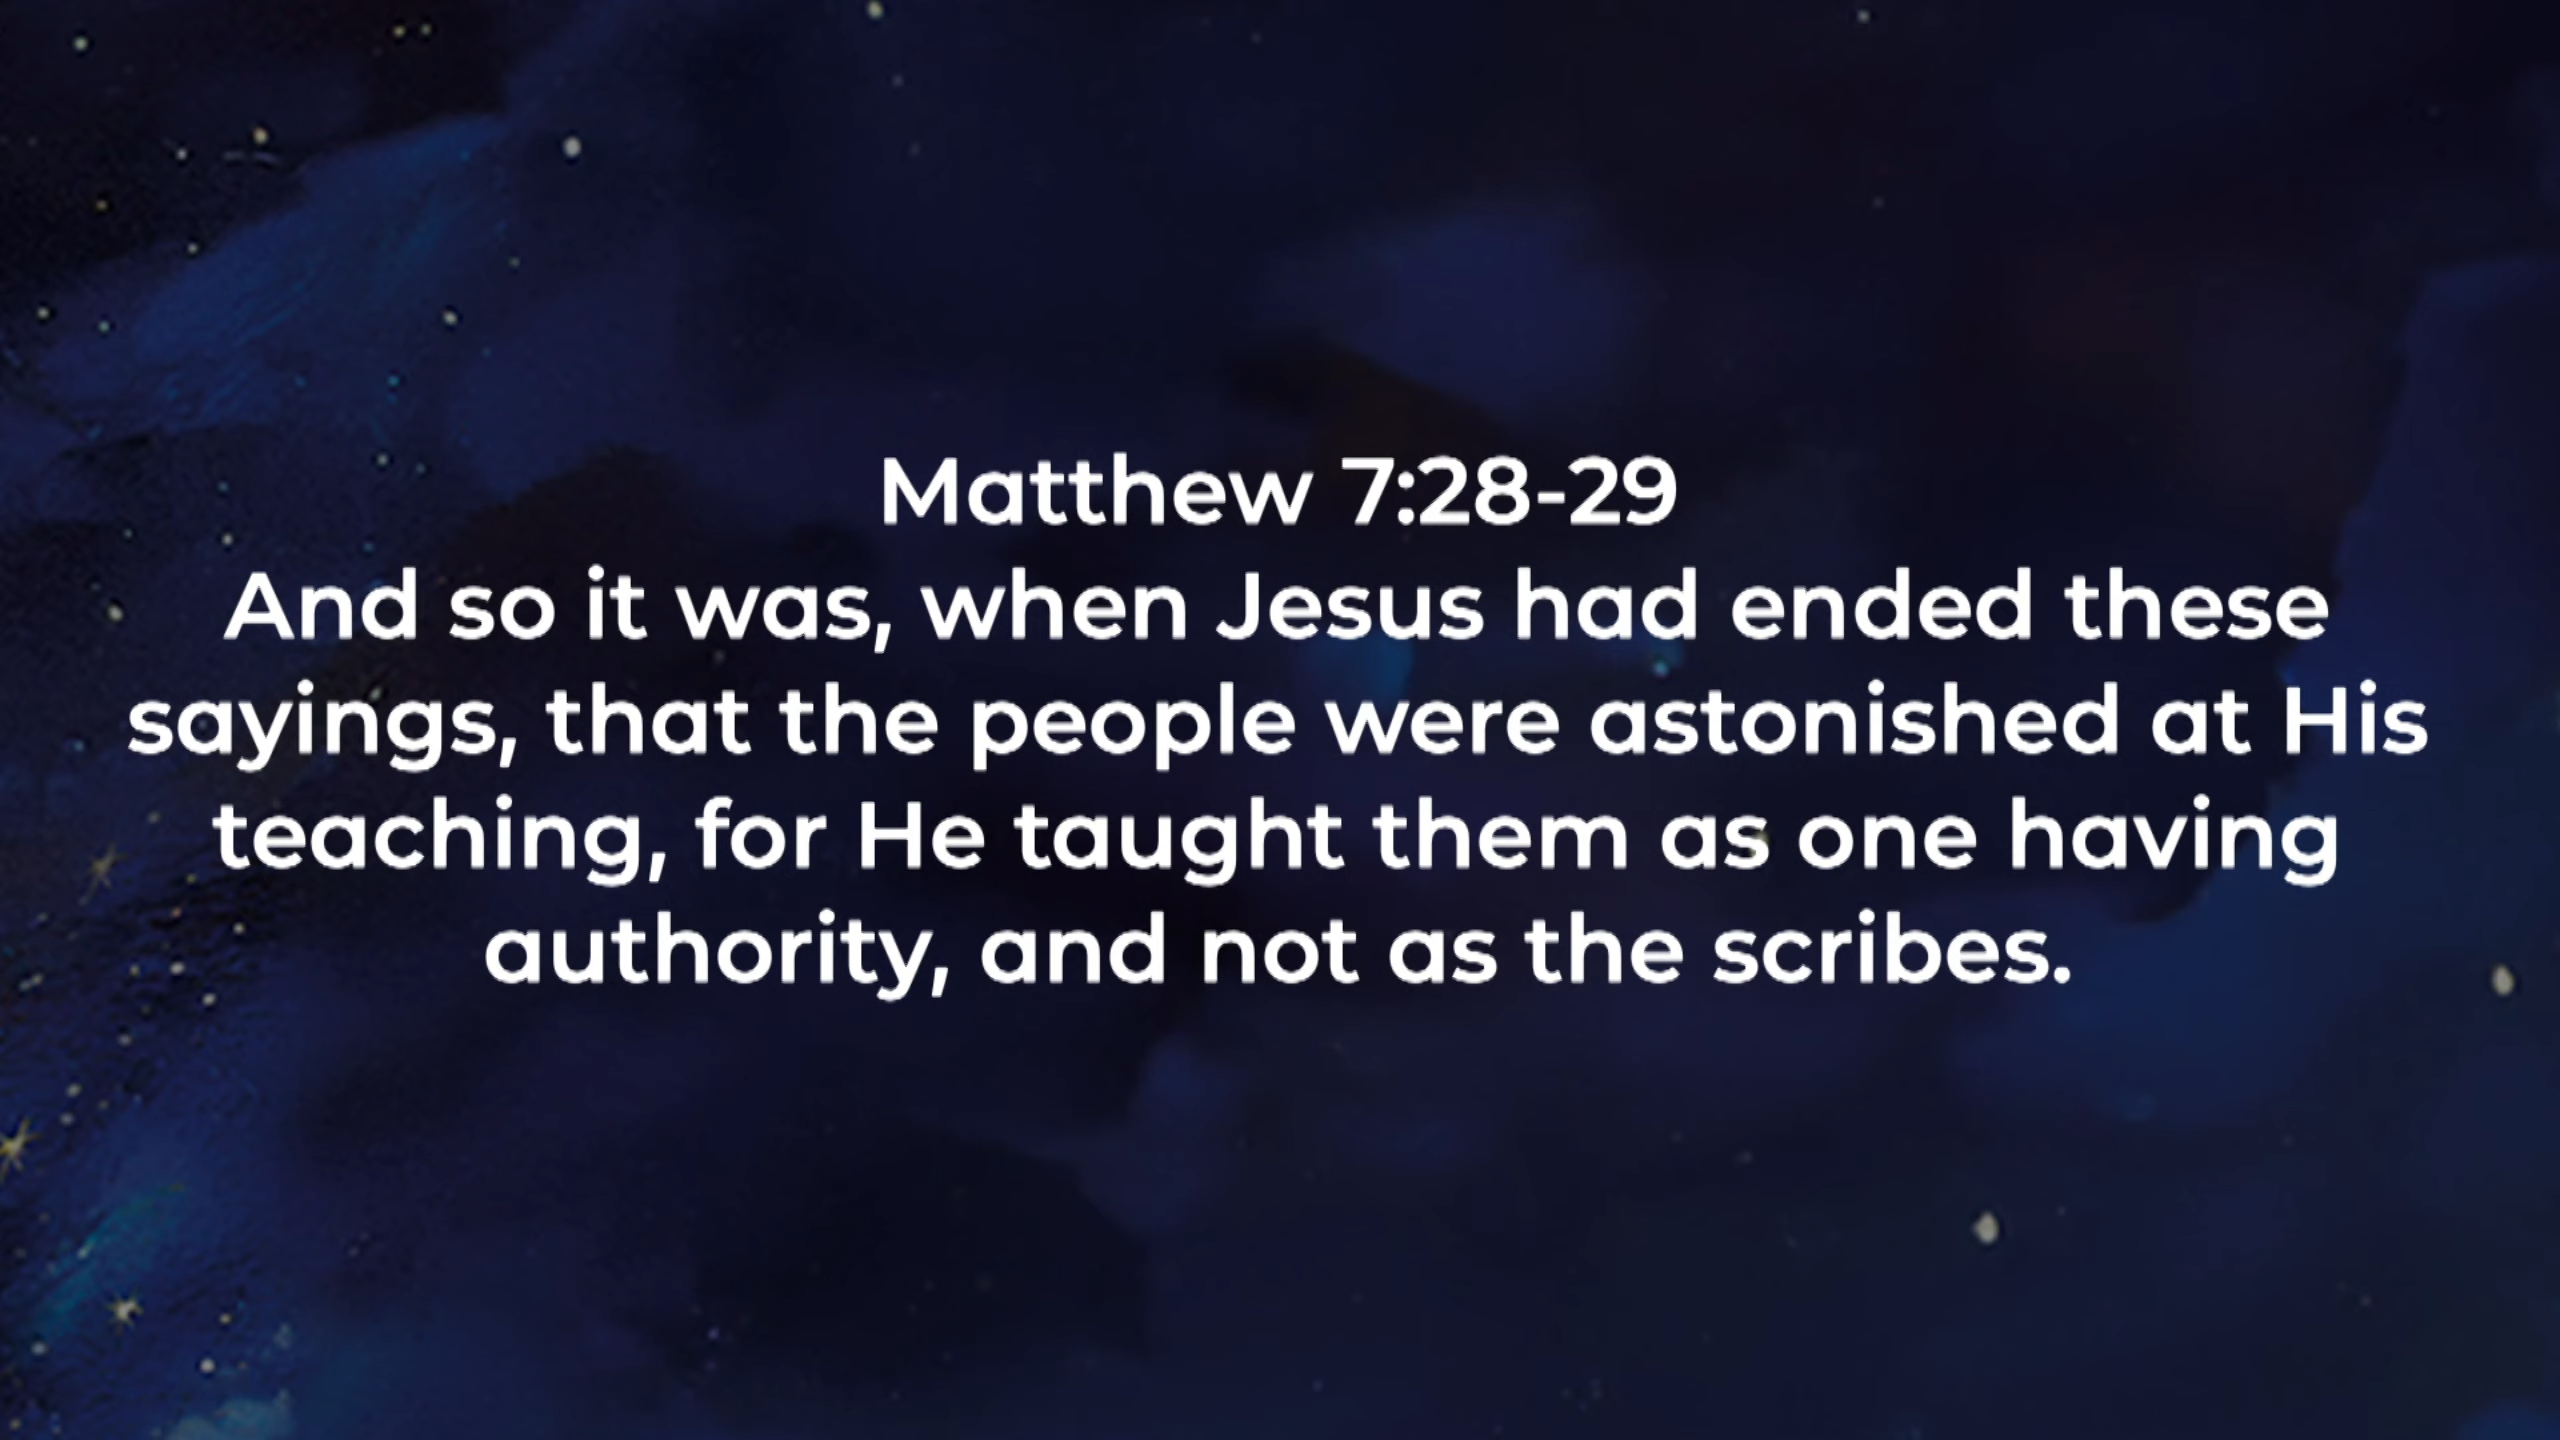 Matthew 7:28-29
And so it was, when Jesus had ended these
sayings, that the people were astonished at His
teaching, for He taught them as one having
authority, and not as the scribes.